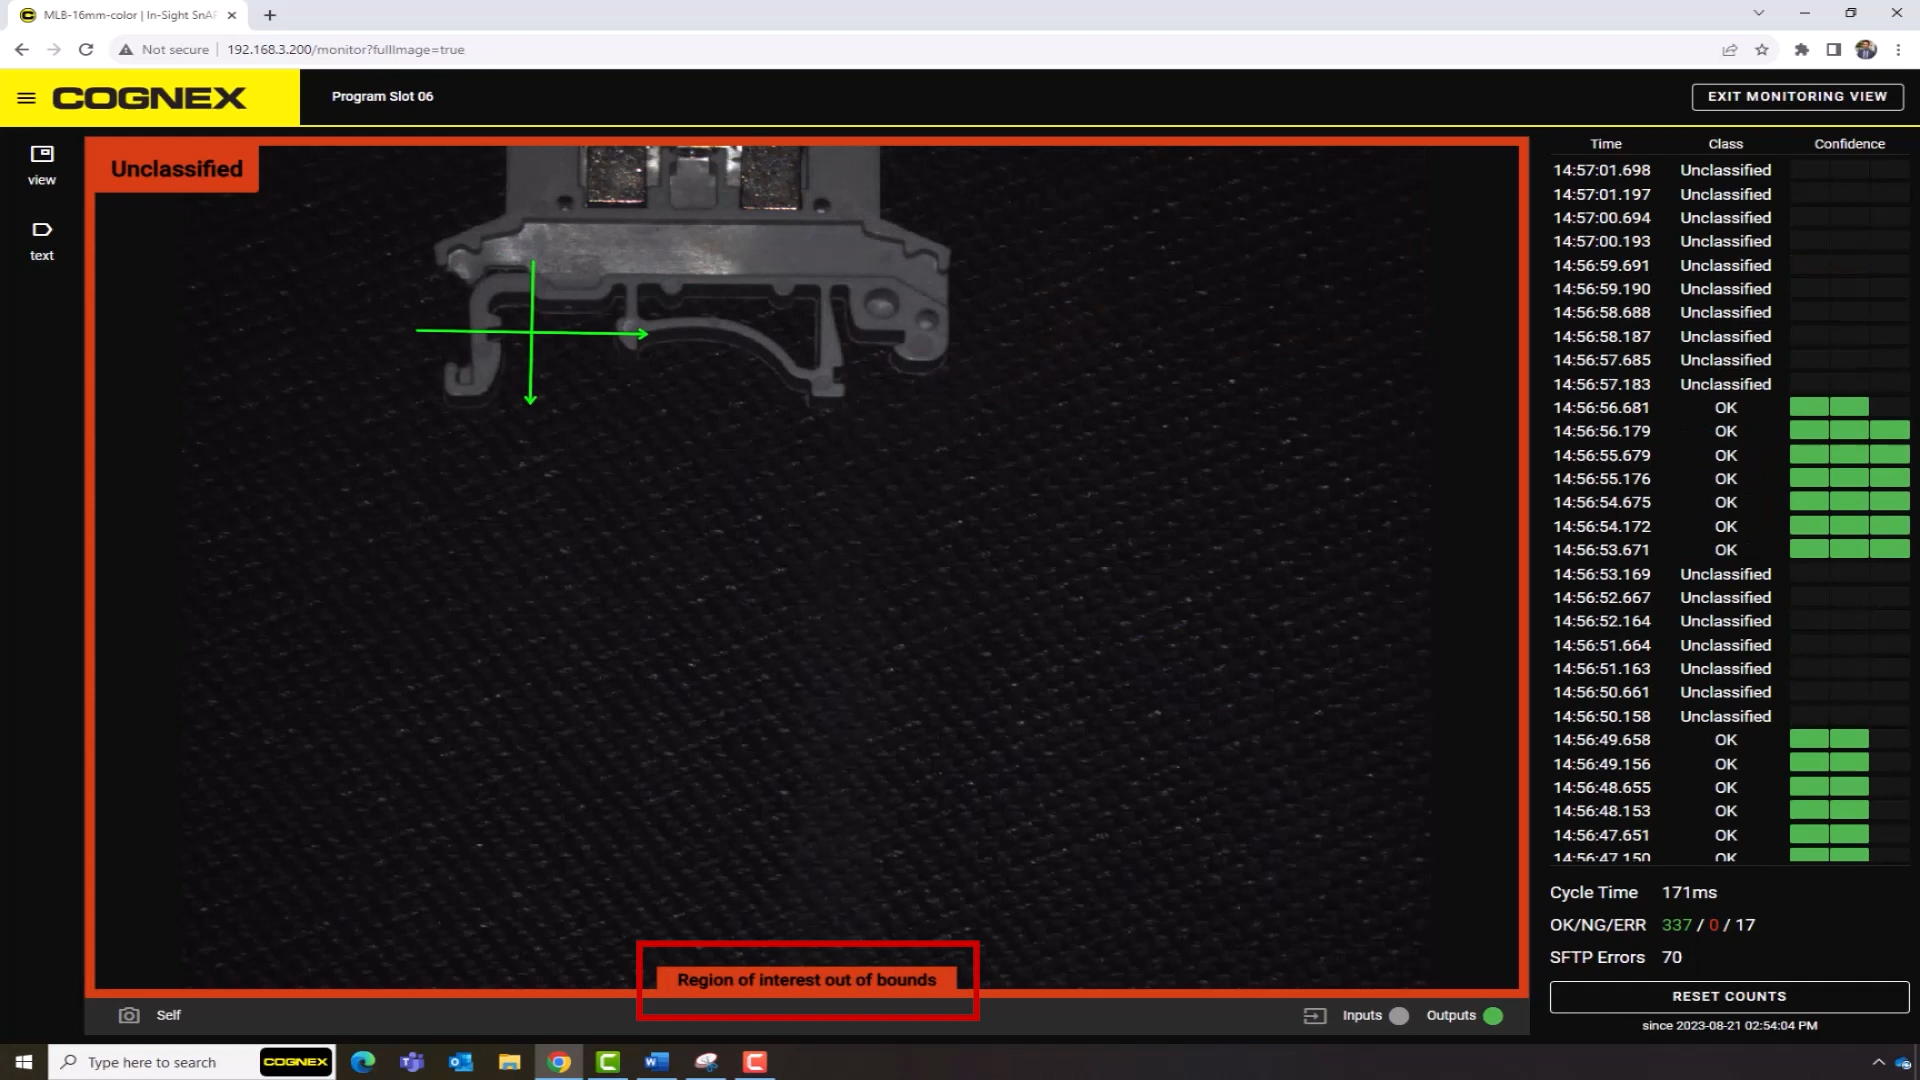 MLB-16mm-color | In-Sight SnAP
Not secure
192.168.3.200/monitor?fullImage=true
COGNEX
Program Slot 06
EXIT MONITORING VIEW
view
text
Unclassified
Region of interest out of bounds
Time Class Confidence
14:57:01.698 Unclassified
14:57:01.197 Unclassified
14:57:00.694 Unclassified
14:57:00.193 Unclassified
14:56:59.691 Unclassified
14:56:59.190 Unclassified
14:56:58.688 Unclassified
14:56:58.187 Unclassified
14:56:57.685 Unclassified
14:56:57.183 Unclassified
14:56:56.681 OK
14:56:56.179 OK
14:56:55.679 OK
14:56:55.176 OK
14:56:54.675 OK
14:56:54.172 OK
14:56:53.671 OK
14:56:53.169 Unclassified
14:56:52.667 Unclassified
14:56:52.164 Unclassified
14:56:51.664 Unclassified
14:56:51.163 Unclassified
14:56:50.661 Unclassified
14:56:50.158 Unclassified
14:56:49.658 OK
14:56:49.156 OK
14:56:48.655 OK
14:56:48.153 OK
14:56:47.651 OK
14:56:47.150 OK
Cycle Time 171ms
OK/NG/ERR 337 / 0 / 17
SFTP Errors 70
RESET COUNTS
since 2023-08-21 02:54:04 PM
Self
Inputs
Outputs
Type here to search
COGNEX